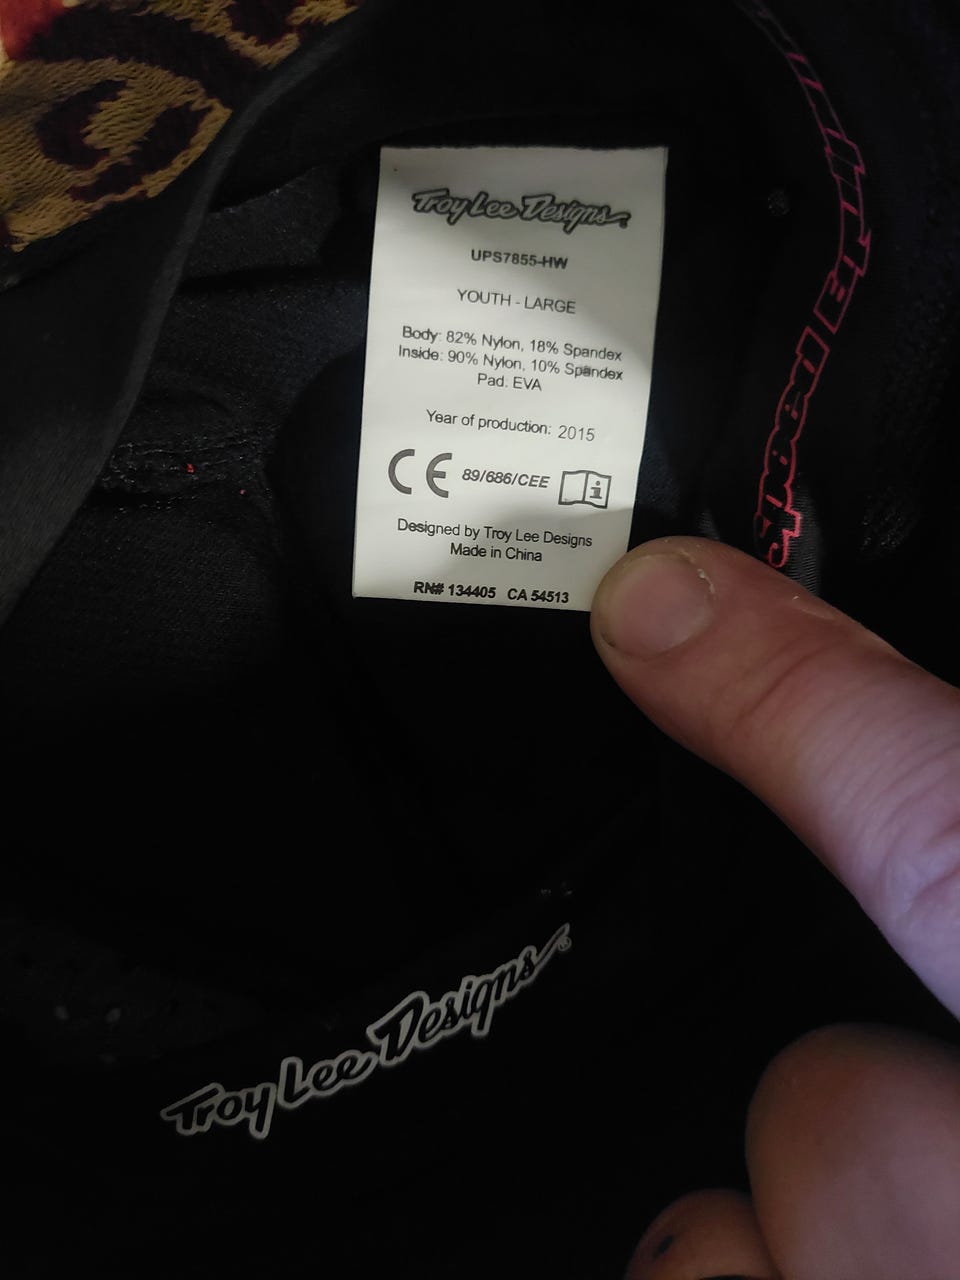 Troy Lee Designs
UPS7855-HW
YOUTH - LARGE
Body: 82% Nylon, 18% Spandex
Inside: 90% Nylon, 10% Spandex
Pad: EVA
Year of production: 2015
CE 89/686/CEE i
Designed by Troy Lee Designs
Made in China
RN# 134405 CA 54513
Troy Lee Designs®